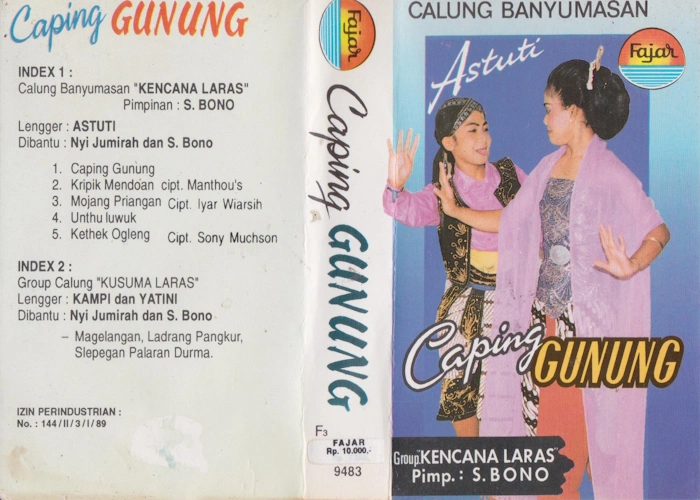 Caping GUNUNG
INDEX 1 :
Calung Banyumasan "KENCANA LARAS"
Pimpinan : S. BONO
Lengger : ASTUTI
Dibantu : Nyi Jumirah dan S. Bono
1. Caping Gunung
2. Kripik Mendoan cipt. Manthou's
3. Mojang Priangan Cipt. Iyar Wiarsih
4. Unthu luwuk
5. Kethek Ogleng Cipt. Sony Muchson
INDEX 2 :
Group Calung "KUSUMA LARAS"
Lengger : KAMPI dan YATINI
Dibantu : Nyi Jumirah dan S. Bono
– Magelangan, Ladrang Pangkur,
Slepegan Palaran Durma.
IZIN PERINDUSTRIAN :
No. : 144/II/3/I/89
Fajar
Caping GUNUNG
F3
FAJAR
Rp. 10.000,-
9483
CALUNG BANYUMASAN
Fajar
Astuti
Caping GUNUNG
Group "KENCANA LARAS"
Pimp. : S. BONO